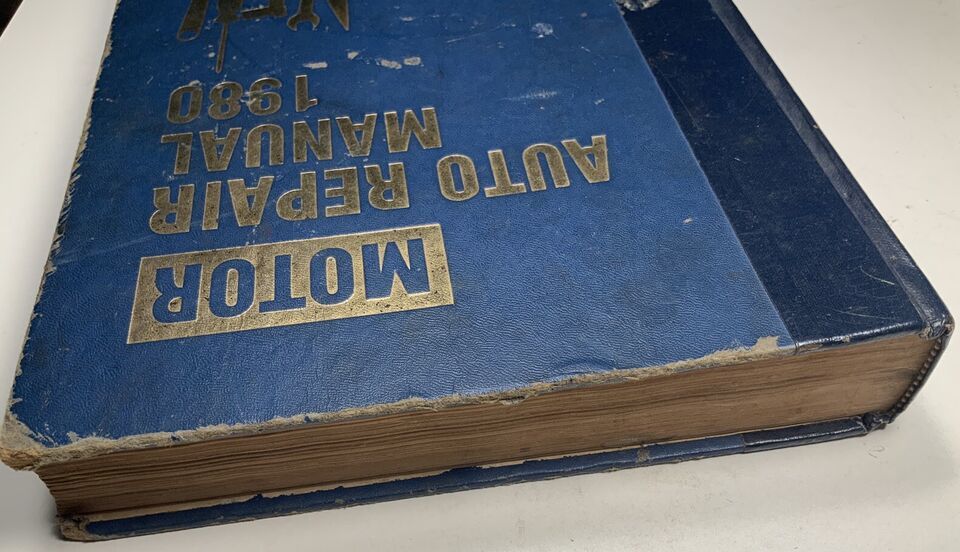 MOTOR
AUTO REPAIR
MANUAL
1980